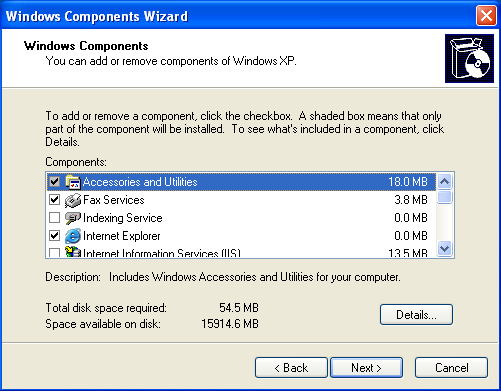 Windows Components Wizard
Windows Components
You can add or remove components of Windows XP.
To add or remove a component, click the checkbox. A shaded box means that only
part of the component will be installed. To see what's included in a component, click
Details.
Components:
Accessories and Utilities 18.0 MB
Fax Services 3.8 MB
Indexing Service 0.0 MB
Internet Explorer 0.0 MB
Internet Information Services (IIS) 13.5 MB
Description: Includes Windows Accessories and Utilities for your computer.
Total disk space required: 54.5 MB
Space available on disk: 15914.6 MB
Details...
< Back Next > Cancel